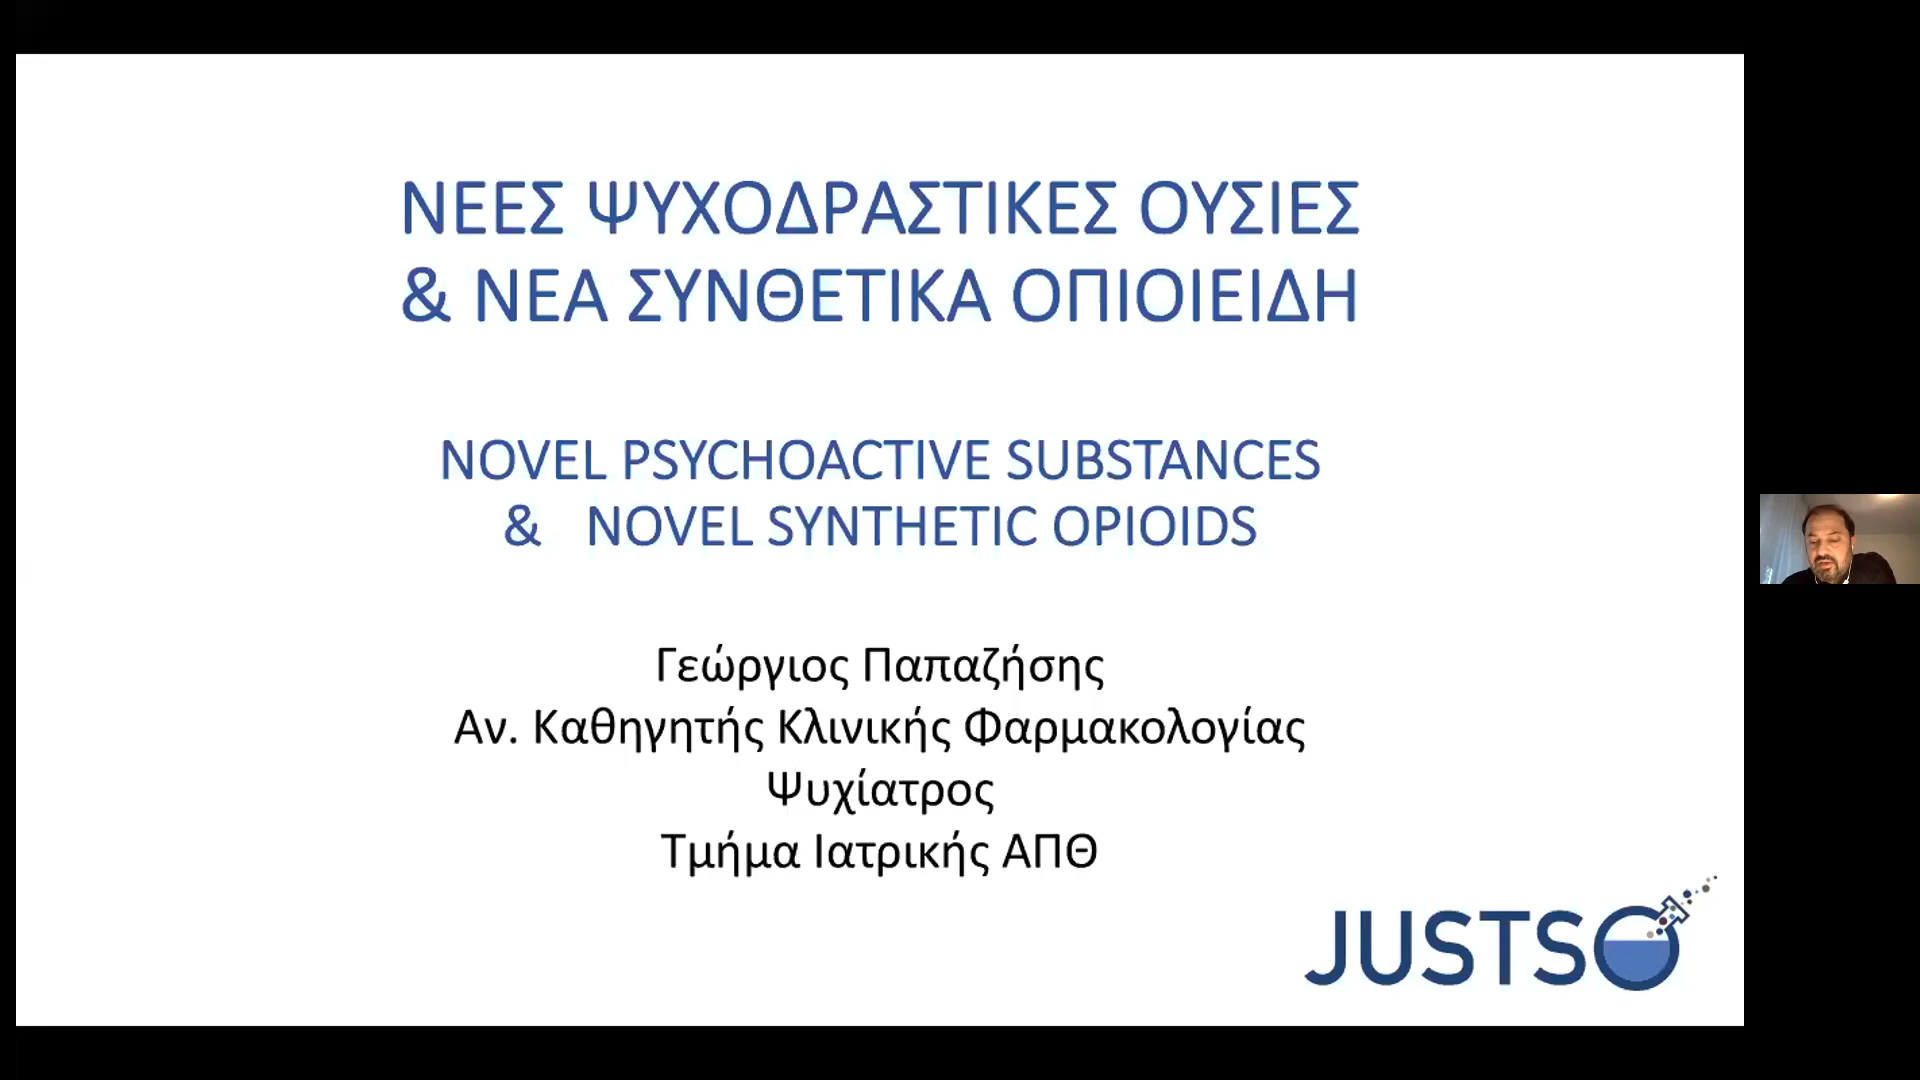 ΝΕΕΣ ΨΥΧΟΔΡΑΣΤΙΚΕΣ ΟΥΣΙΕΣ
& ΝΕΑ ΣΥΝΘΕΤΙΚΑ ΟΠΙΟΙΕΙΔΗ
NOVEL PSYCHOACTIVE SUBSTANCES
& NOVEL SYNTHETIC OPIOIDS
Γεώργιος Παπαζήσης
Αν. Καθηγητής Κλινικής Φαρμακολογίας
Ψυχίατρος
Τμήμα Ιατρικής ΑΠΘ
JUSTSO